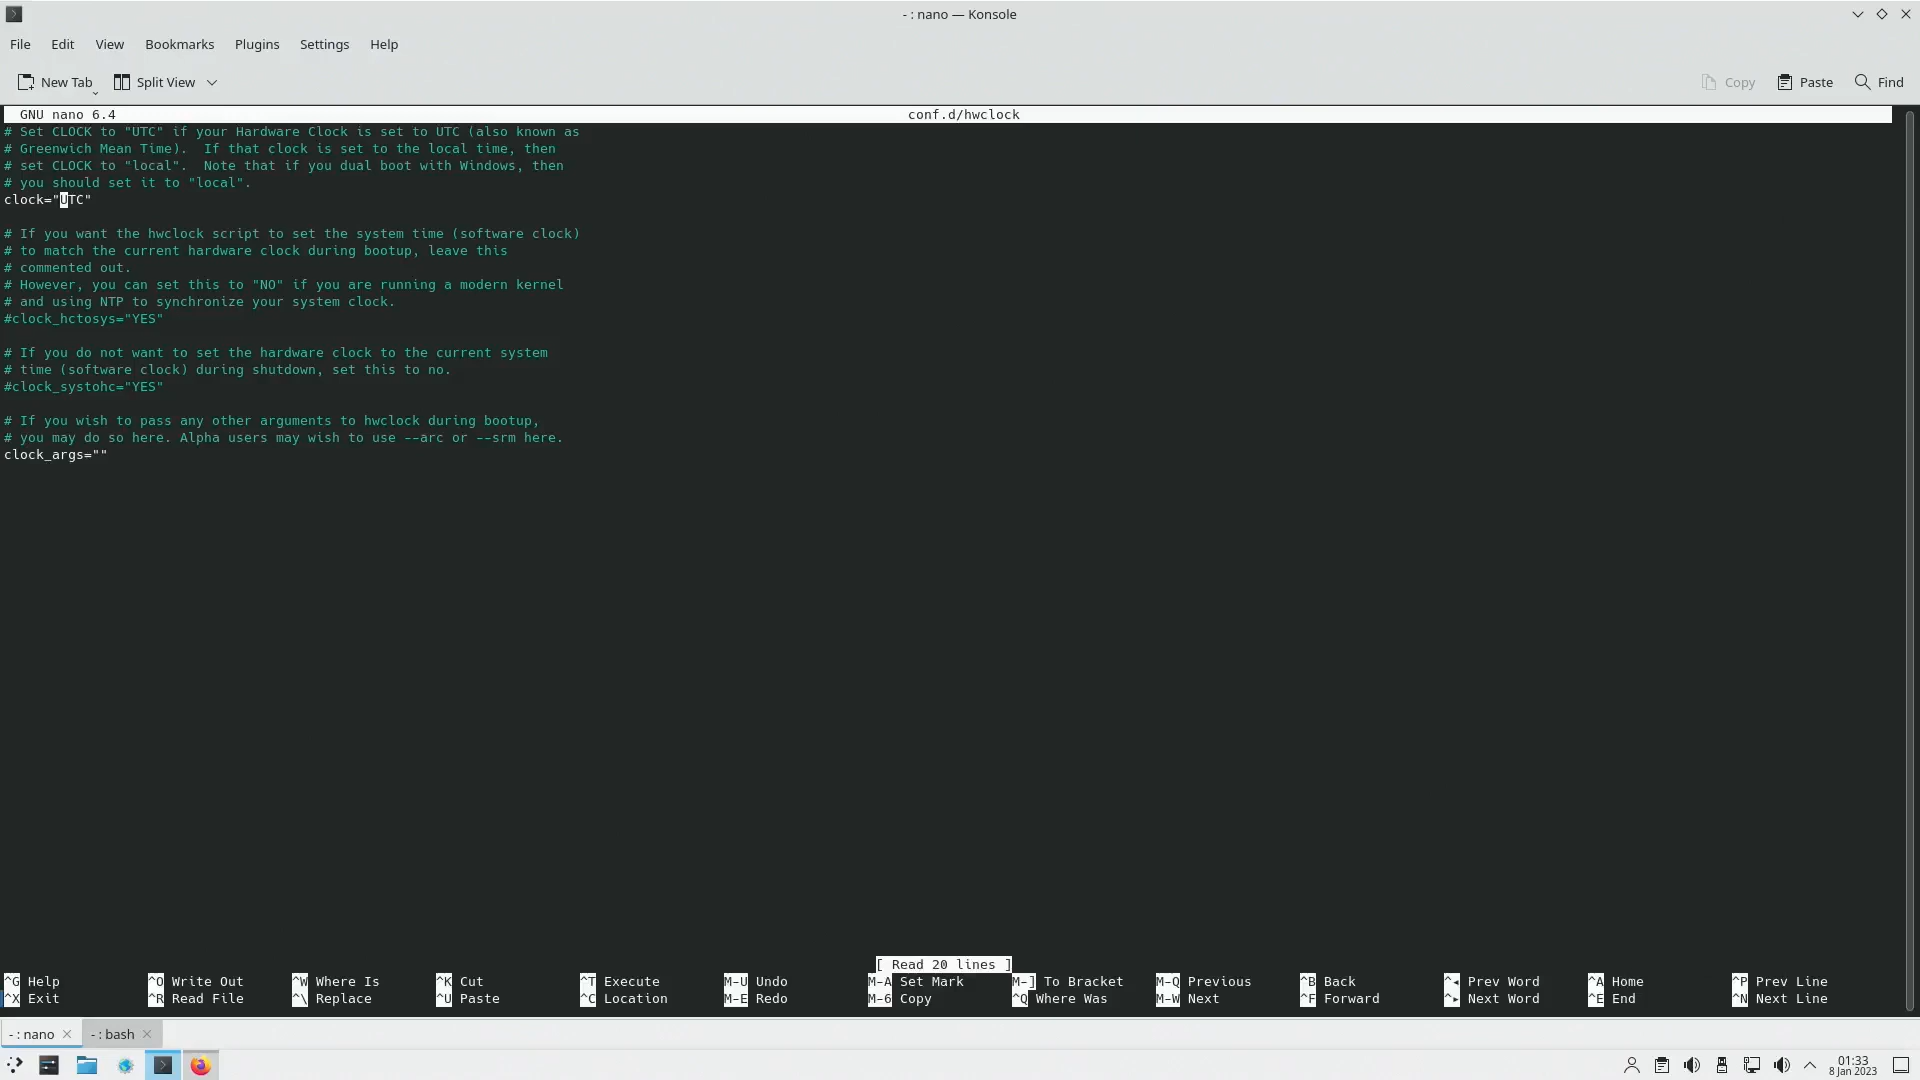 - : nano — Konsole
File Edit View Bookmarks Plugins Settings Help
New Tab Split View Copy Paste Find
GNU nano 6.4 conf.d/hwclock
# Set CLOCK to "UTC" if your Hardware Clock is set to UTC (also known as
# Greenwich Mean Time).  If that clock is set to the local time, then
# set CLOCK to "local".  Note that if you dual boot with Windows, then
# you should set it to "local".
clock="UTC"
# If you want the hwclock script to set the system time (software clock)
# to match the current hardware clock during bootup, leave this
# commented out.
# However, you can set this to "NO" if you are running a modern kernel
# and using NTP to synchronize your system clock.
#clock_hctosys="YES"
# If you do not want to set the hardware clock to the current system
# time (software clock) during shutdown, set this to no.
#clock_systohc="YES"
# If you wish to pass any other arguments to hwclock during bootup,
# you may do so here. Alpha users may wish to use --arc or --srm here.
clock_args=""
[ Read 20 lines ]
^G Help ^O Write Out ^W Where Is ^K Cut ^T Execute M-U Undo M-A Set Mark M-] To Bracket M-Q Previous ^B Back ^◂ Prev Word ^A Home ^P Prev Line
^X Exit ^R Read File ^\ Replace ^U Paste ^C Location M-E Redo M-6 Copy ^Q Where Was M-W Next ^F Forward ^▸ Next Word ^E End ^N Next Line
- : nano - : bash
01:33
8 Jan 2023